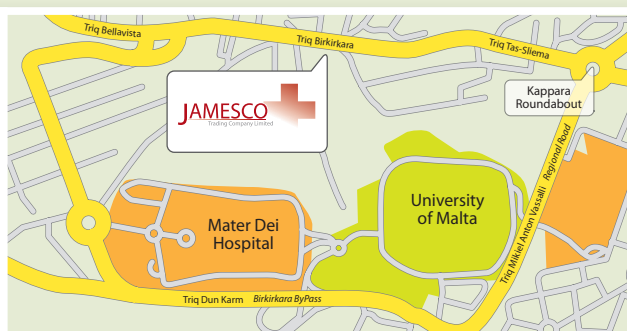 Triq Bellavista
Triq Birkirkara
Triq Tas-Sliema
Kappara
Roundabout
JAMESCO
Trading Company Limited
Triq Mikiel Anton Vassalli Regional Road
University
of Malta
Mater Dei
Hospital
Triq Dun Karm Birkirkara ByPass